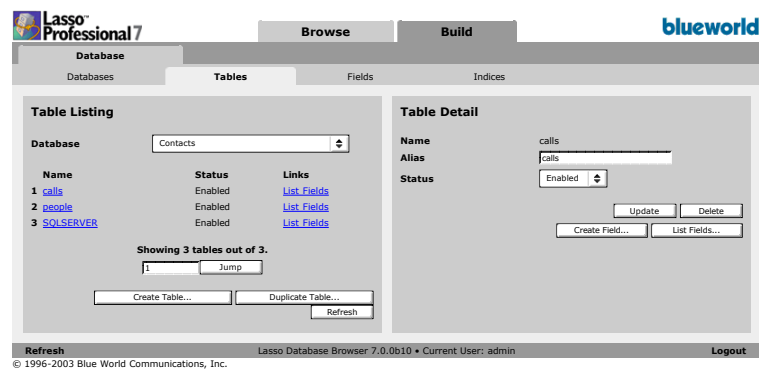 Lasso™
Professional 7
Browse
Build
blueworld
Database
Databases
Tables
Fields
Indices
Table Listing
Database
Contacts
Name Status Links
1 calls Enabled List Fields
2 people Enabled List Fields
3 SQLSERVER Enabled List Fields
Showing 3 tables out of 3.
1 Jump
Create Table... Duplicate Table...
Refresh
Table Detail
Name calls
Alias calls
Status Enabled
Update Delete
Create Field... List Fields...
Refresh Lasso Database Browser 7.0.0b10 • Current User: admin Logout
© 1996-2003 Blue World Communications, Inc.